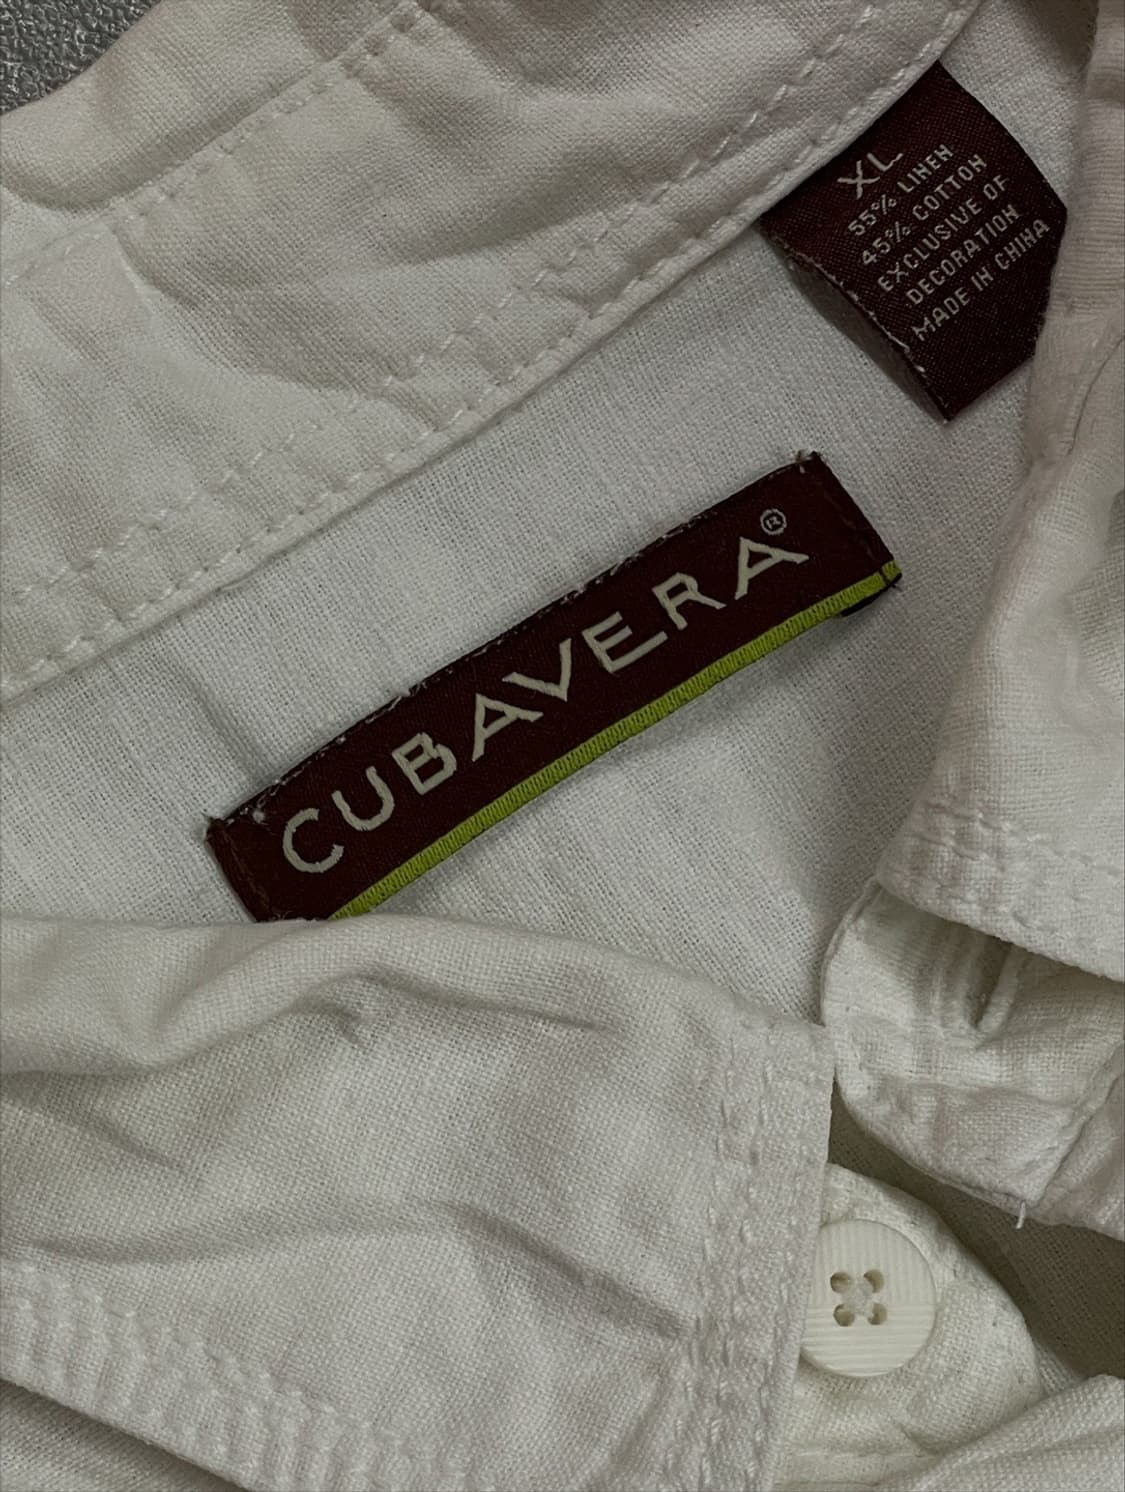 XL
55% LINEN
45% COTTON
EXCLUSIVE OF
DECORATION
MADE IN CHINA
CUBAVERA®